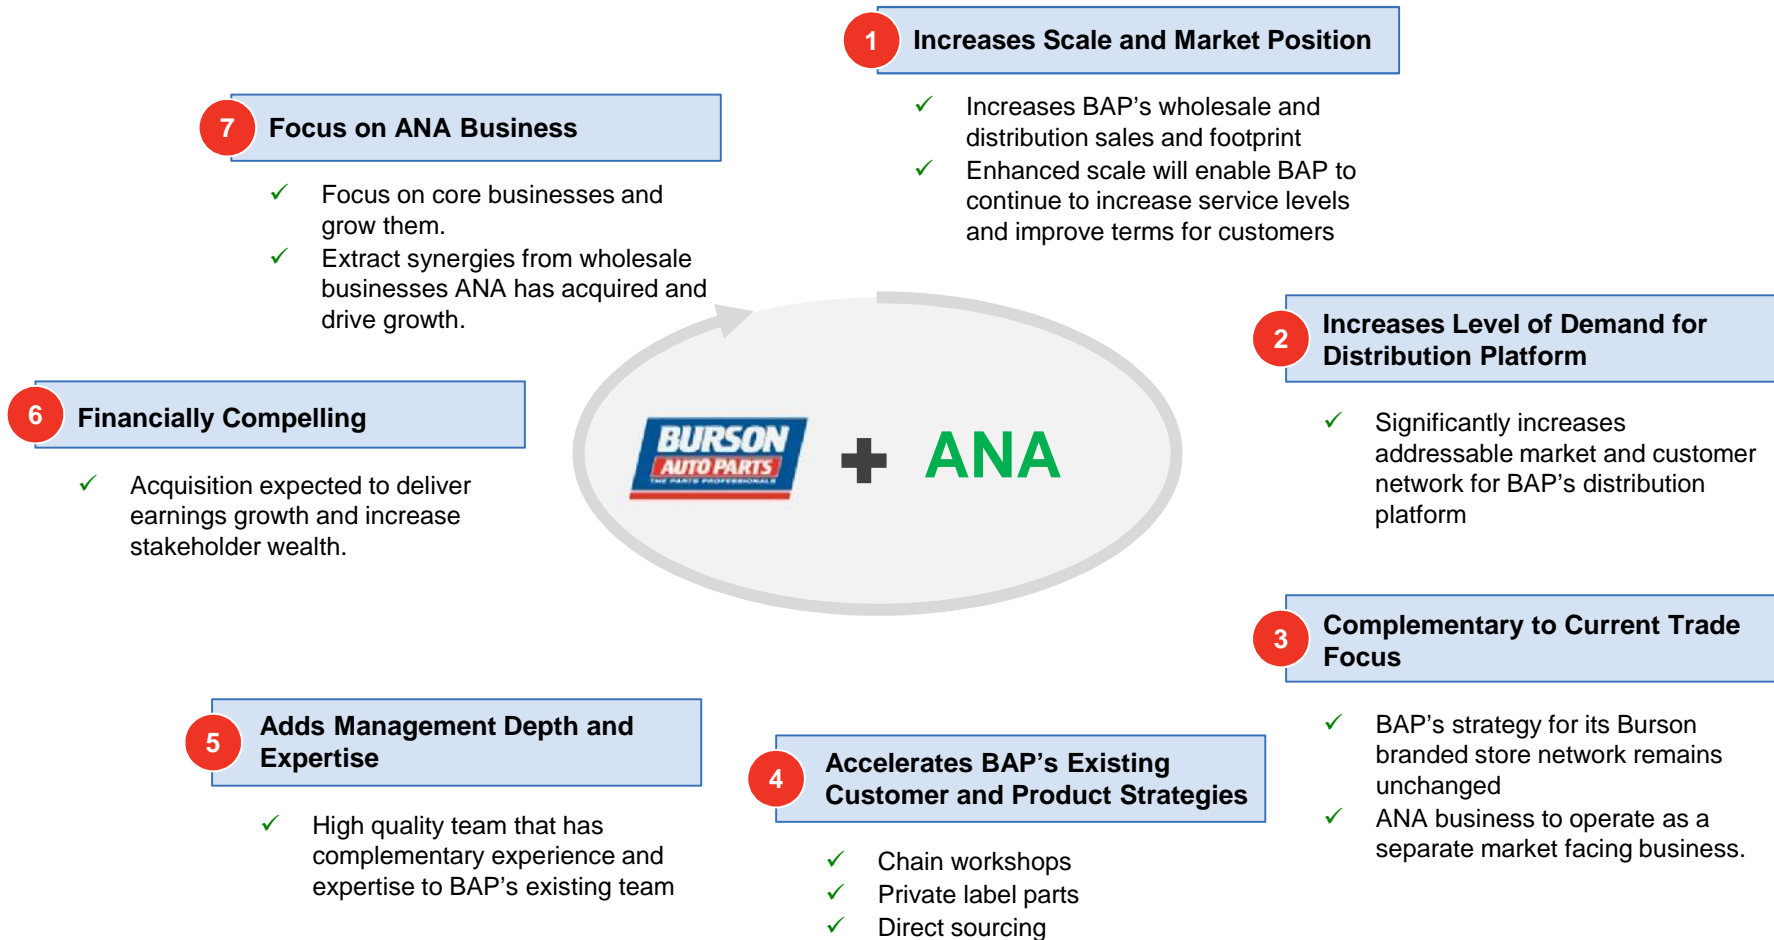 1
Increases Scale and Market Position
✓ Increases BAP’s wholesale and
distribution sales and footprint
✓ Enhanced scale will enable BAP to
continue to increase service levels
and improve terms for customers
2
Increases Level of Demand for
Distribution Platform
✓ Significantly increases
addressable market and customer
network for BAP’s distribution
platform
3
Complementary to Current Trade
Focus
✓ BAP’s strategy for its Burson
branded store network remains
unchanged
✓ ANA business to operate as a
separate market facing business.
4
Accelerates BAP’s Existing
Customer and Product Strategies
✓ Chain workshops
✓ Private label parts
✓ Direct sourcing
5
Adds Management Depth and
Expertise
✓ High quality team that has
complementary experience and
expertise to BAP’s existing team
6
Financially Compelling
✓ Acquisition expected to deliver
earnings growth and increase
stakeholder wealth.
7
Focus on ANA Business
✓ Focus on core businesses and
grow them.
✓ Extract synergies from wholesale
businesses ANA has acquired and
drive growth.
BURSON
AUTO PARTS
THE PARTS PROFESSIONALS
+
ANA